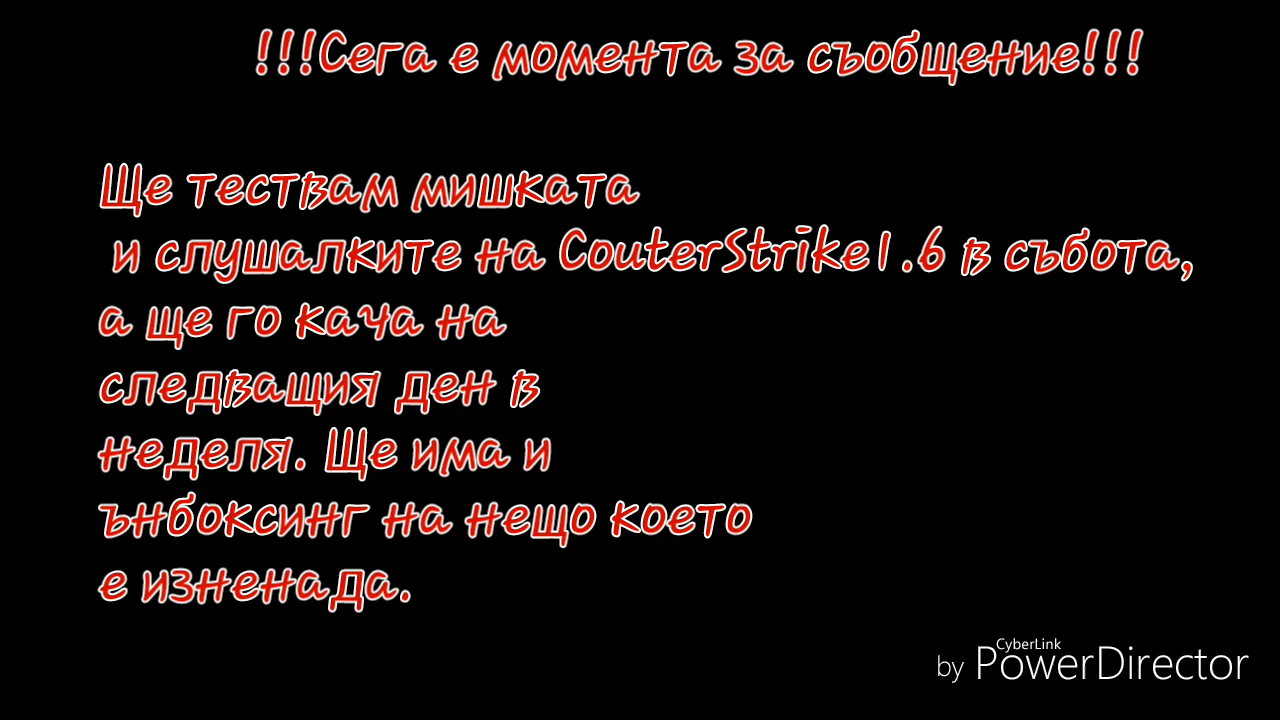 !!!Сега е момента за съобщение!!!
Ще тествам мишката
и слушалките на CouterStrike1.6 в събота,
а ще го кача на
следващия ден в
неделя. Ще има и
ънбоксинг на нещо което
е изненада.
CyberLink
by PowerDirector